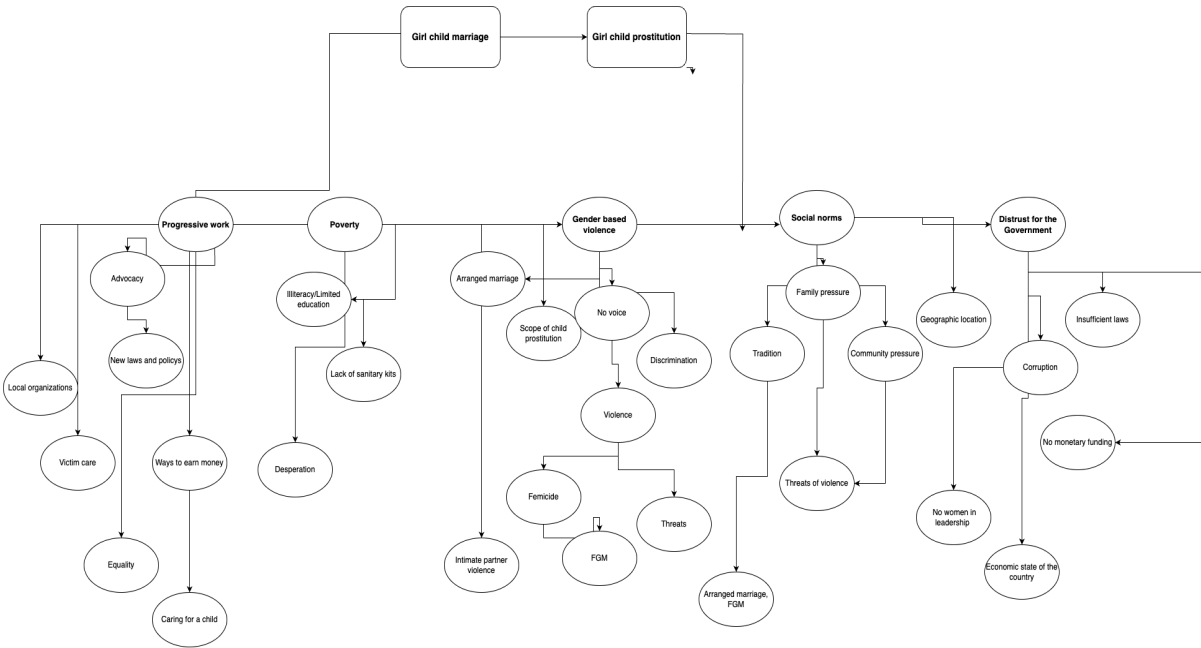 Girl child marriage
Girl child prostitution
Progressive work
Poverty
Gender based
violence
Social norms
Distrust for the
Government
Advocacy
Illiteracy/Limited
education
Arranged marriage
No voice
Scope of child
prostitution
Family pressure
Geographic location
Insufficient laws
New laws and policys
Local organizations
Lack of sanitary kits
Discrimination
Tradition
Community pressure
Corruption
Violence
No monetary funding
Victim care
Ways to earn money
Desperation
Threats of violence
Femicide
Threats
No women in
leadership
Equality
Intimate partner
violence
FGM
Economic state of the
country
Arranged marriage,
FGM
Caring for a child